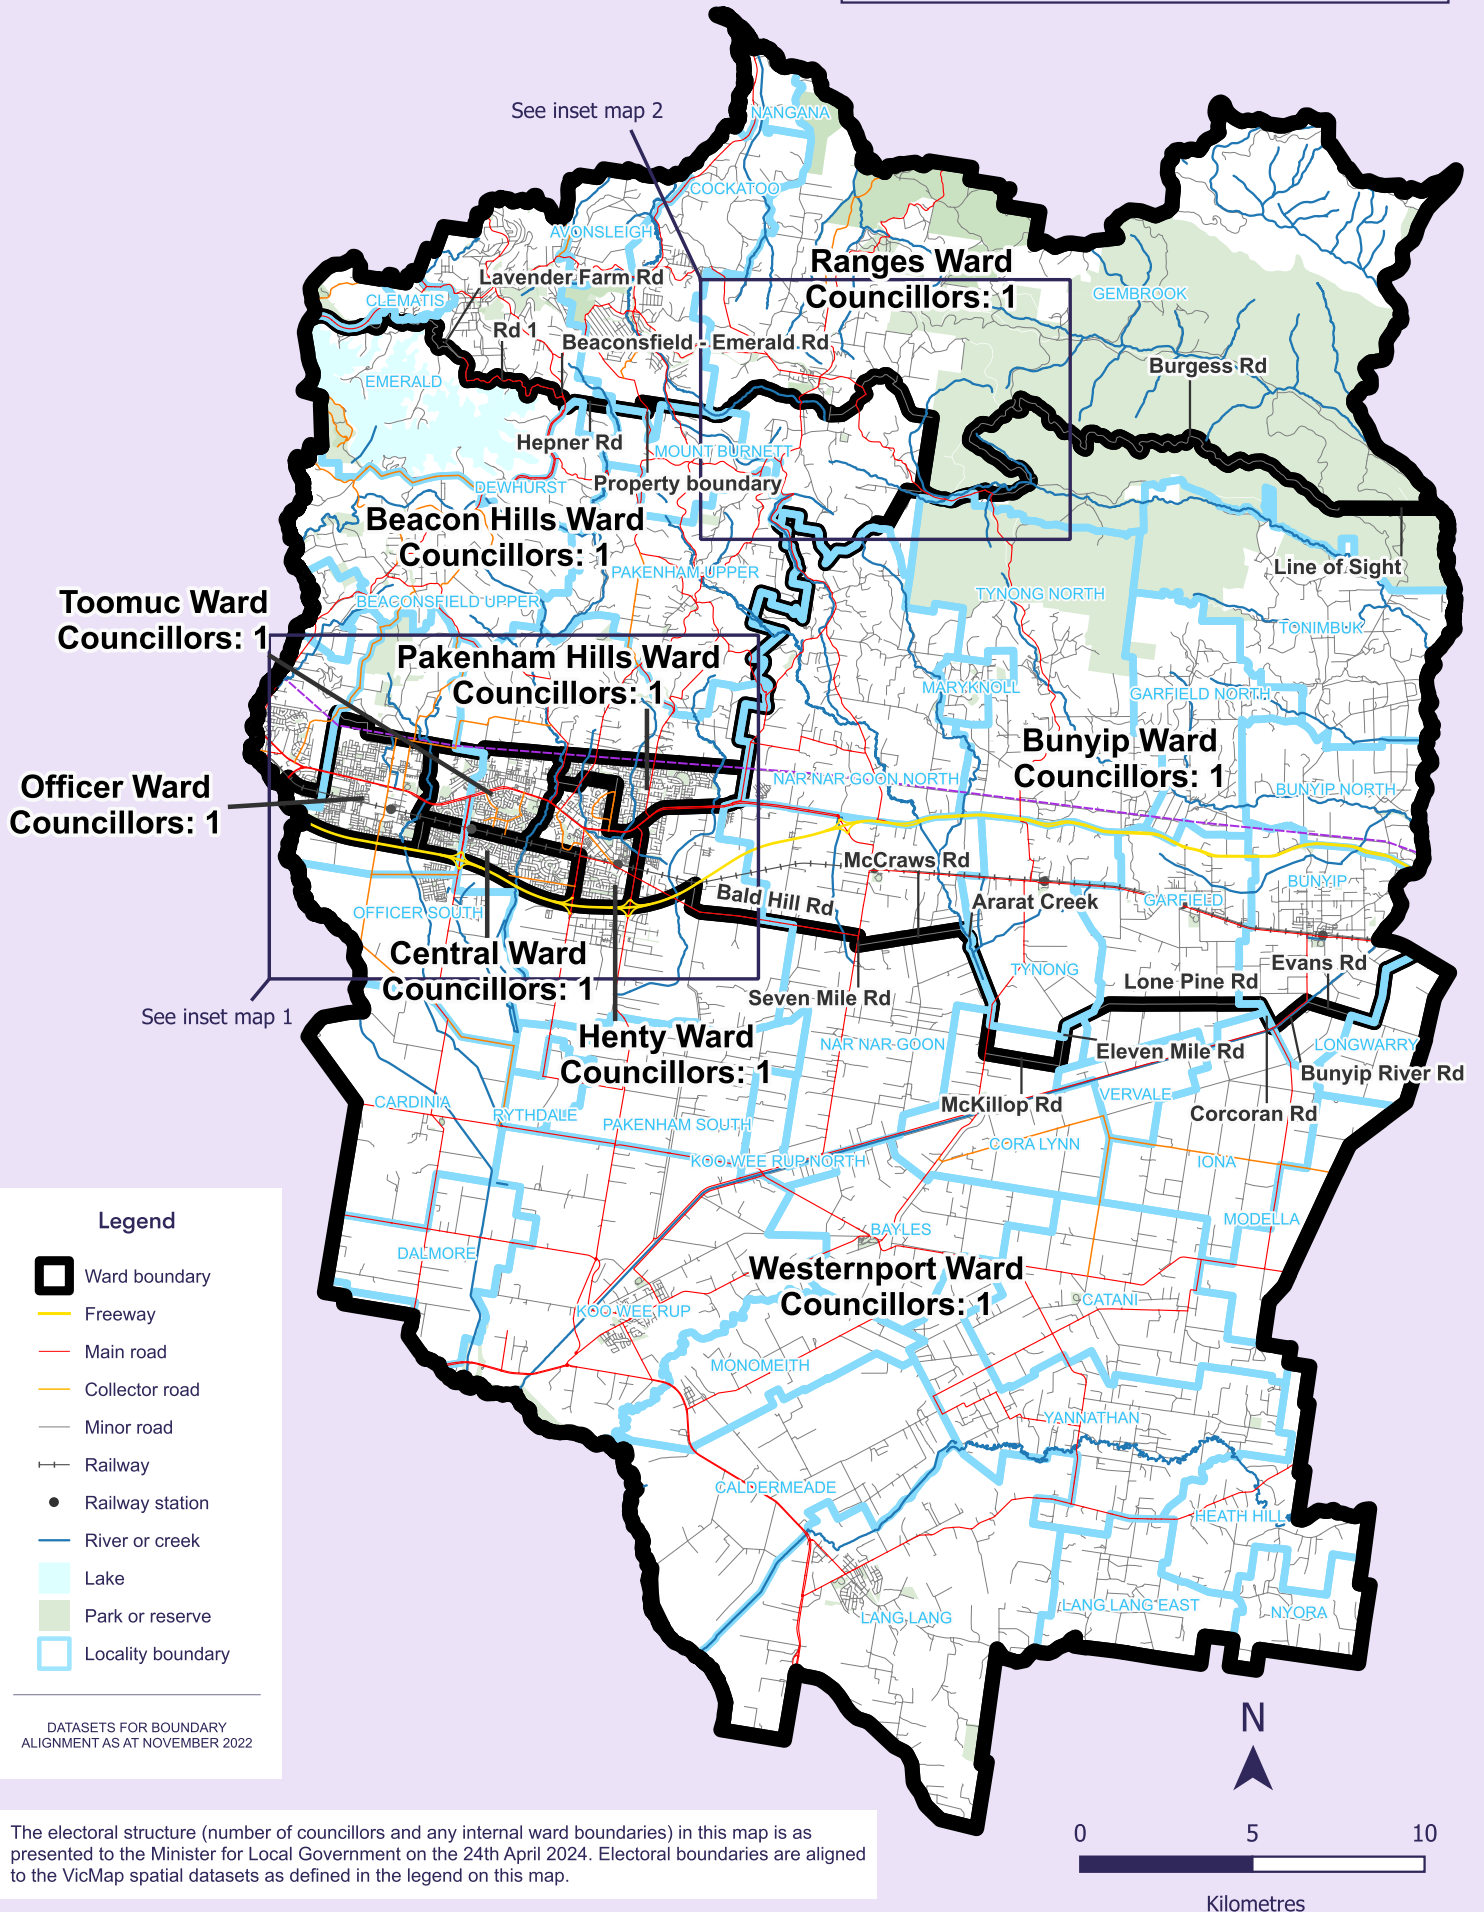 See inset map 2
NANGANA
COCKATOO
AVONSLEIGH
Ranges Ward
Councillors: 1
Lavender Farm Rd
CLEMATIS
GEMBROOK
Rd 1
Beaconsfield - Emerald Rd
Burgess Rd
EMERALD
Hepner Rd
MOUNT BURNETT
Property boundary
DEWHURST
Beacon Hills Ward
Councillors: 1
Line of Sight
PAKENHAM UPPER
TYNONG NORTH
BEACONSFIELD UPPER
Toomuc Ward
Councillors: 1
TONIMBUK
Pakenham Hills Ward
Councillors: 1
MARYKNOLL
GARFIELD NORTH
Bunyip Ward
Councillors: 1
NAR NAR GOON NORTH
Officer Ward
Councillors: 1
BUNYIP NORTH
McCraws Rd
BUNYIP
Bald Hill Rd
Ararat Creek
GARFIELD
OFFICER SOUTH
Central Ward
Councillors: 1
TYNONG
Evans Rd
Lone Pine Rd
Seven Mile Rd
See inset map 1
Henty Ward
Councillors: 1
NAR NAR GOON
Eleven Mile Rd
LONGWARRY
Bunyip River Rd
CARDINIA
RYTHDALE
PAKENHAM SOUTH
McKillop Rd
VERVALE
Corcoran Rd
CORA LYNN
KOO WEE RUP NORTH
IONA
BAYLES
MODELLA
DALMORE
Westernport Ward
Councillors: 1
KOO WEE RUP
CATANI
MONOMEITH
YANNATHAN
CALDERMEADE
HEATH HILL
LANG LANG
LANG LANG EAST
NYORA
Legend
Ward boundary
Freeway
Main road
Collector road
Minor road
Railway
Railway station
River or creek
Lake
Park or reserve
Locality boundary
DATASETS FOR BOUNDARY
ALIGNMENT AS AT NOVEMBER 2022
N
0 5 10
Kilometres
The electoral structure (number of councillors and any internal ward boundaries) in this map is as
presented to the Minister for Local Government on the 24th April 2024. Electoral boundaries are aligned
to the VicMap spatial datasets as defined in the legend on this map.